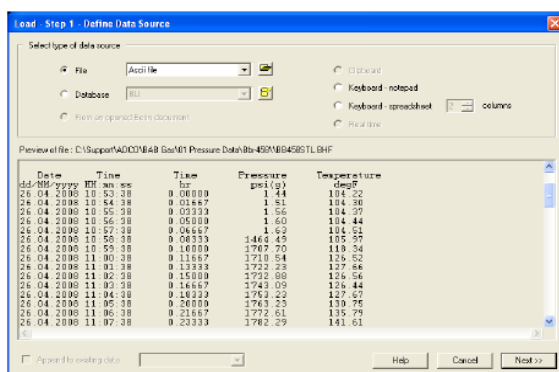 Load - Step 1 - Define Data Source
Select type of data source
File
Ascii file
Clipboard
Database
BLI
Keyboard - notepad
Keyboard - spreadsheet 2 columns
From an opened Ecrin document
Real time
Preview of file : C:\Support\ADCO\BAB Gas\01 Pressure Data\Bb-458\BB458STL.BHF
Date Time Time Pressure Temperature
dd/MM/yyyy HH:mm:ss hr psi(g) degF
26.04.2008 10:53:38 0.00000 1.44 104.22
26.04.2008 10:54:38 0.01667 1.51 104.30
26.04.2008 10:55:38 0.03333 1.56 104.37
26.04.2008 10:56:38 0.05000 1.60 104.44
26.04.2008 10:57:38 0.06667 1.63 104.51
26.04.2008 10:58:38 0.08333 1464.49 105.97
26.04.2008 10:59:38 0.10000 1707.70 118.34
26.04.2008 11:00:38 0.11667 1710.54 126.52
26.04.2008 11:01:38 0.13333 1722.23 127.66
26.04.2008 11:02:38 0.15000 1732.88 126.56
26.04.2008 11:03:38 0.16667 1743.09 126.44
26.04.2008 11:04:38 0.18333 1753.23 127.67
26.04.2008 11:05:38 0.20000 1763.23 130.75
26.04.2008 11:06:38 0.21667 1772.61 135.79
26.04.2008 11:07:38 0.23333 1782.29 141.61
Append to existing data
Help Cancel Next >>